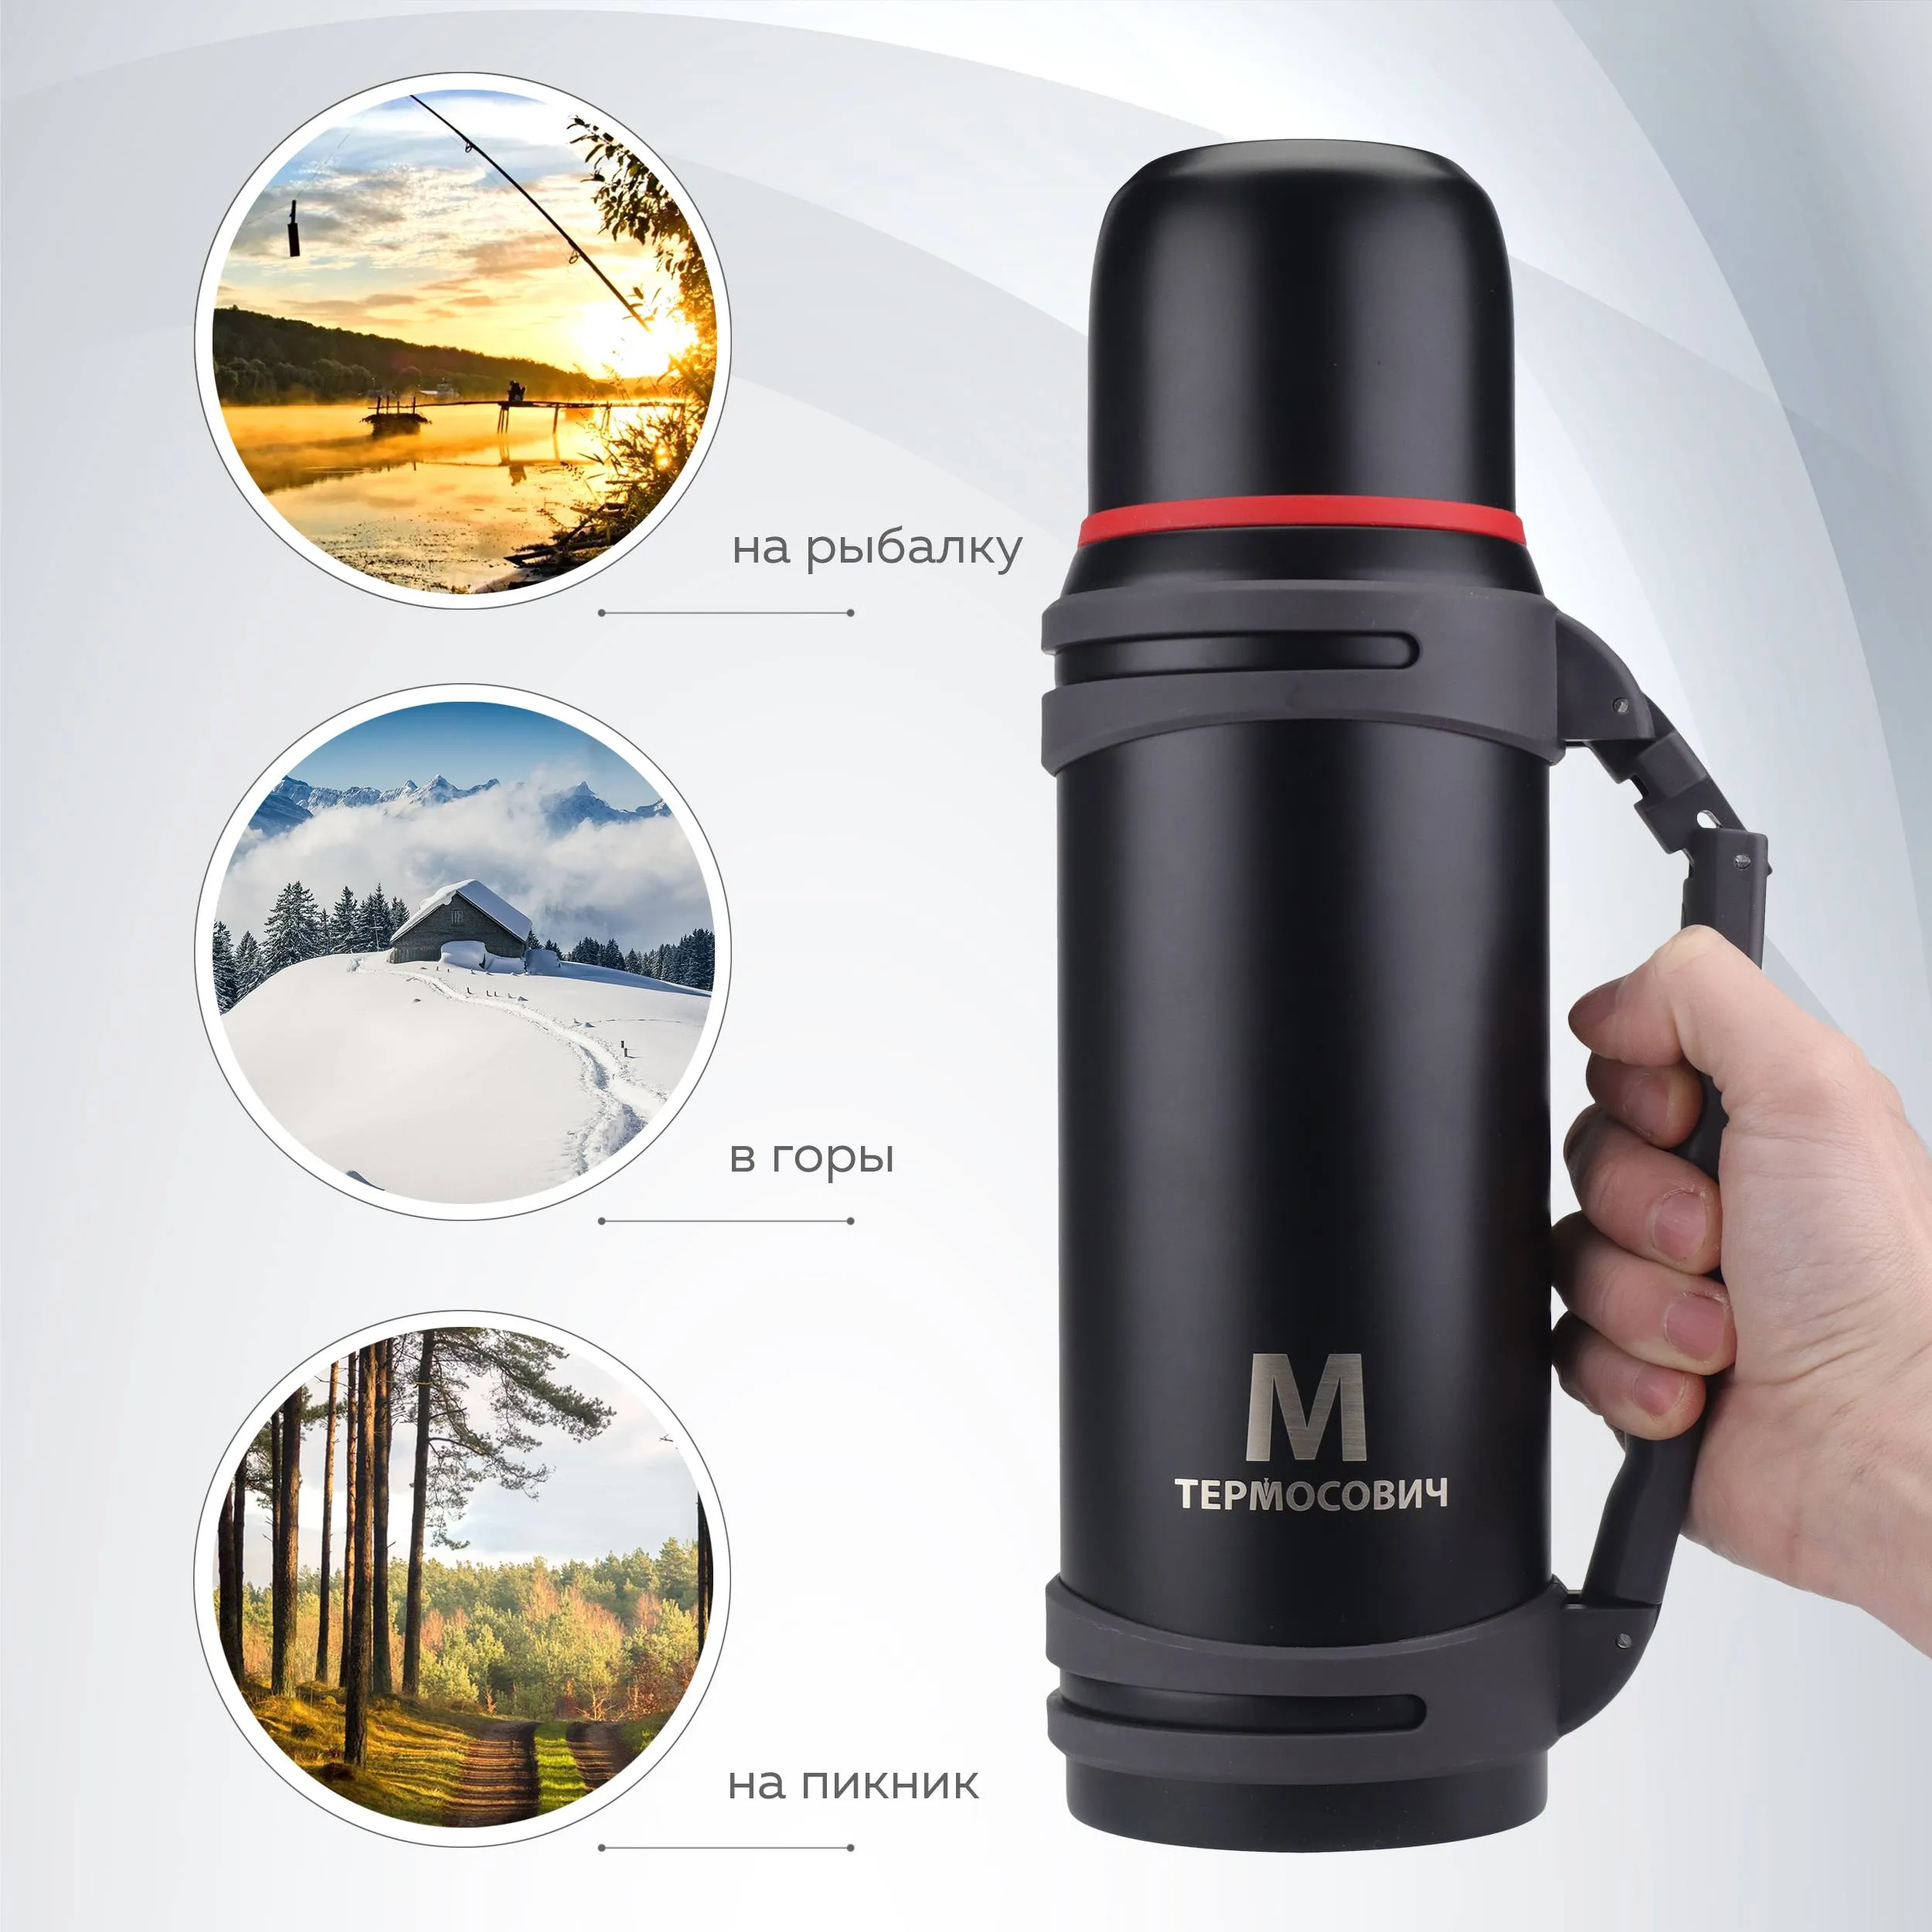 на рыбалку
в горы
на пикник
М
ТЕРМОСОВИЧ